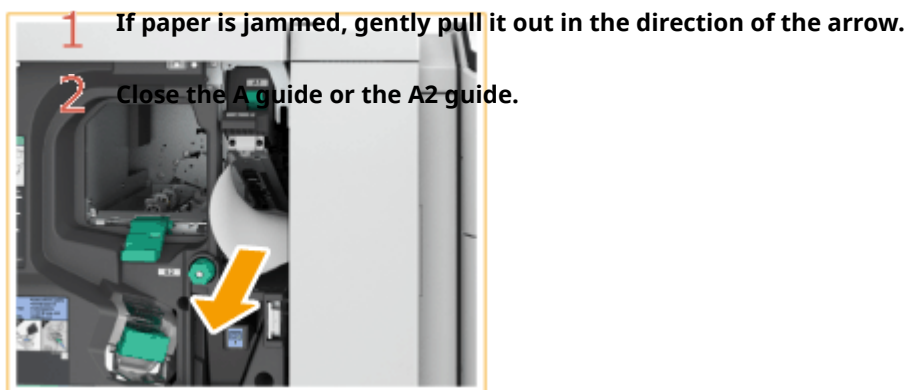 1 If paper is jammed, gently pull it out in the direction of the arrow.
2 Close the A guide or the A2 guide.